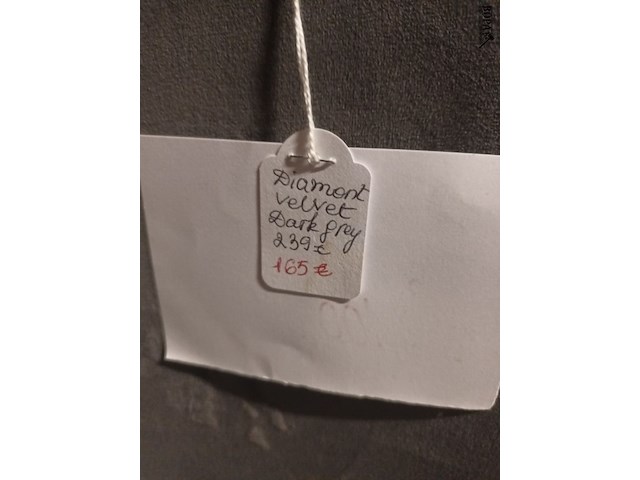 Diamont
velvet
Dark grey
239€
165€